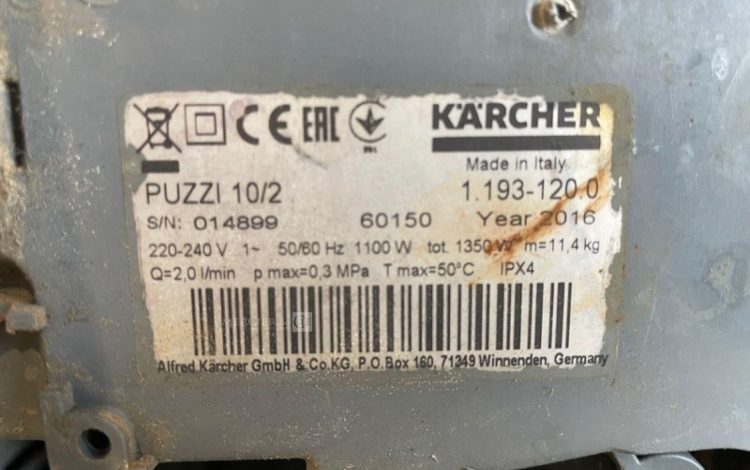 CE EAC KÄRCHER
Made in Italy
PUZZI 10/2 1.193-120.0
S/N: 014899 60150 Year 2016
220-240 V 1~ 50/60 Hz 1100 W tot. 1350 W m=11,4 kg
Q=2,0 l/min p max=0,3 MPa T max=50°C IPX4
Alfred Kärcher GmbH & Co.KG, P.O.Box 160, 71349 Winnenden, Germany